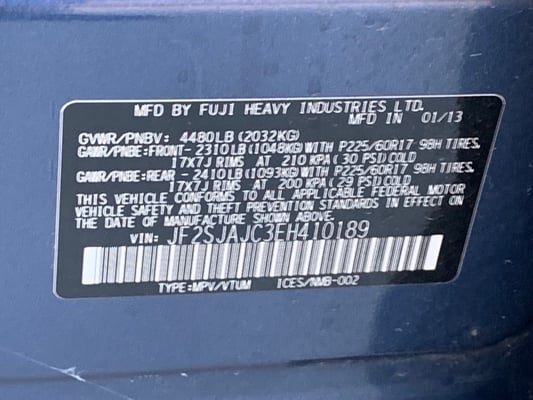 MFD BY FUJI HEAVY INDUSTRIES LTD.
MFD IN 01/13
GVWR/PNBV: 4480LB (2032KG)
GAWR/PNBE:FRONT-2310LB(1048KG)WITH P225/60R17 98H TIRES,
17x7J RIMS AT 210 KPA(30 PSI)COLD
GAWR/PNBE:REAR -2410LB(1093KG)WITH P225/60R17 98H TIRES,
17x7J RIMS AT 200 KPA(29 PSI)COLD
THIS VEHICLE CONFORMS TO ALL APPLICABLE FEDERAL MOTOR
VEHICLE SAFETY AND THEFT PREVENTION STANDARDS IN EFFECT ON
THE DATE OF MANUFACTURE SHOWN ABOVE.
VIN: JF2SJAJC3EH410189
TYPE:MPV/VTUM ICES/NMB-002